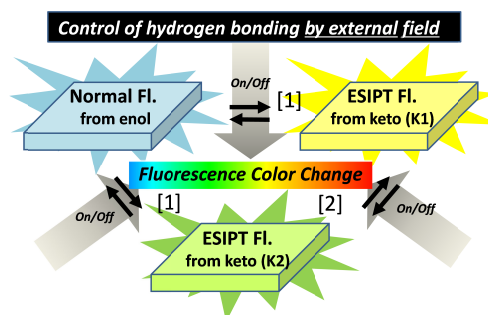 Control of hydrogen bonding by external field
On/Off
[1]
Normal Fl.
from enol
ESIPT Fl.
from keto (K1)
Fluorescence Color Change
On/Off
[1]
[2]
On/Off
ESIPT Fl.
from keto (K2)